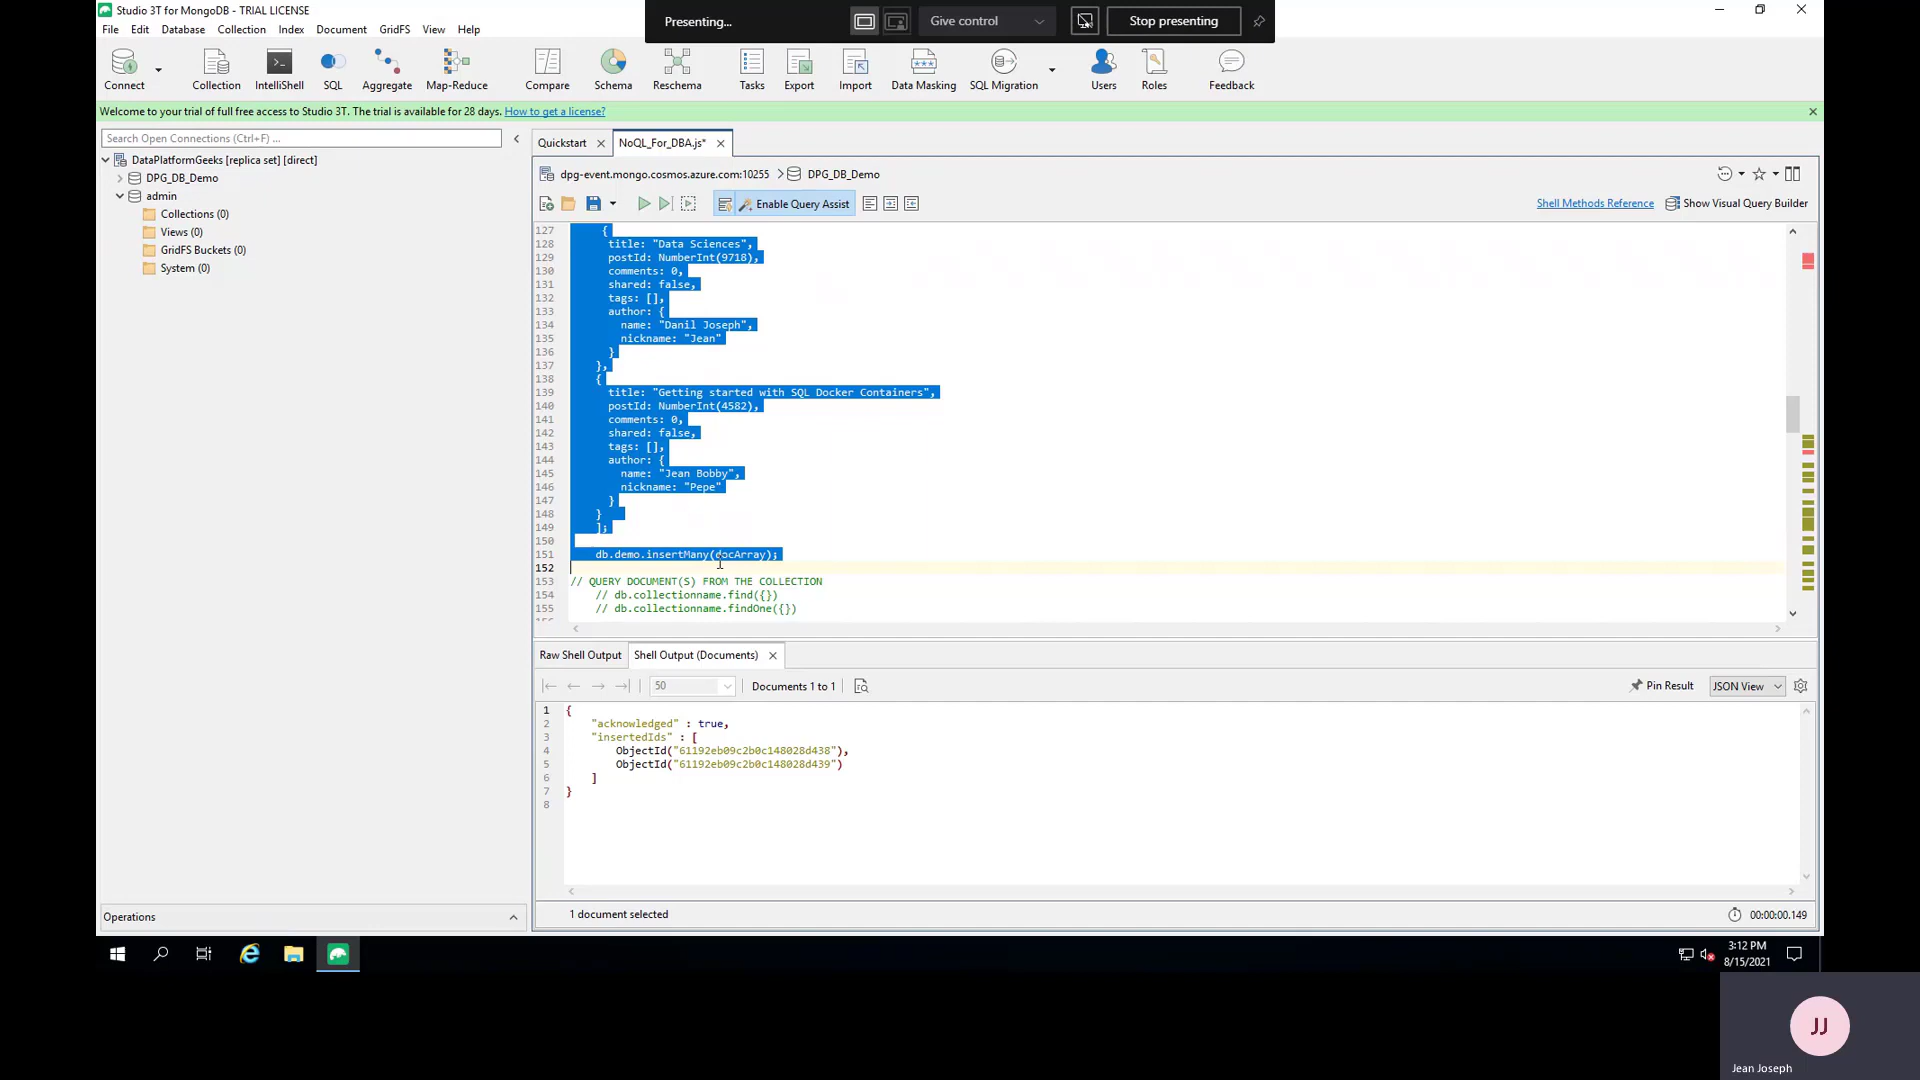 Studio 3T for MongoDB - TRIAL LICENSE
Presenting...
Give control
Stop presenting
File Edit Database Collection Index Document GridFS View Help
Connect Collection IntelliShell SQL Aggregate Map-Reduce Compare Schema Reschema Tasks Export Import Data Masking SQL Migration Users Roles Feedback
Welcome to your trial of full free access to Studio 3T. The trial is available for 28 days. How to get a license?
Search Open Connections (Ctrl+F) ...
DataPlatformGeeks [replica set] [direct]
DPG_DB_Demo
admin
Collections (0)
Views (0)
GridFS Buckets (0)
System (0)
Quickstart
NoQL_For_DBA.js*
dpg-event.mongo.cosmos.azure.com:10255
DPG_DB_Demo
Enable Query Assist
Shell Methods Reference
Show Visual Query Builder
127 {
128 title: "Data Sciences",
129 postId: NumberInt(9718),
130 comments: 0,
131 shared: false,
132 tags: [],
133 author: {
134 name: "Danil Joseph",
135 nickname: "Jean"
136 }
137 },
138 {
139 title: "Getting started with SQL Docker Containers",
140 postId: NumberInt(4582),
141 comments: 0,
142 shared: false,
143 tags: [],
144 author: {
145 name: "Jean Bobby",
146 nickname: "Pepe"
147 }
148 }
149 ];
150
151 db.demo.insertMany(docArray);
152
153 // QUERY DOCUMENT(S) FROM THE COLLECTION
154 // db.collectionname.find({})
155 // db.collectionname.findOne({})
Raw Shell Output
Shell Output (Documents)
50
Documents 1 to 1
Pin Result
JSON View
1 {
2 "acknowledged" : true,
3 "insertedIds" : [
4 ObjectId("61192eb09c2b0c148028d438"),
5 ObjectId("61192eb09c2b0c148028d439")
6 ]
7 }
8
Operations
1 document selected
00:00:00.149
3:12 PM
8/15/2021
JJ
Jean Joseph